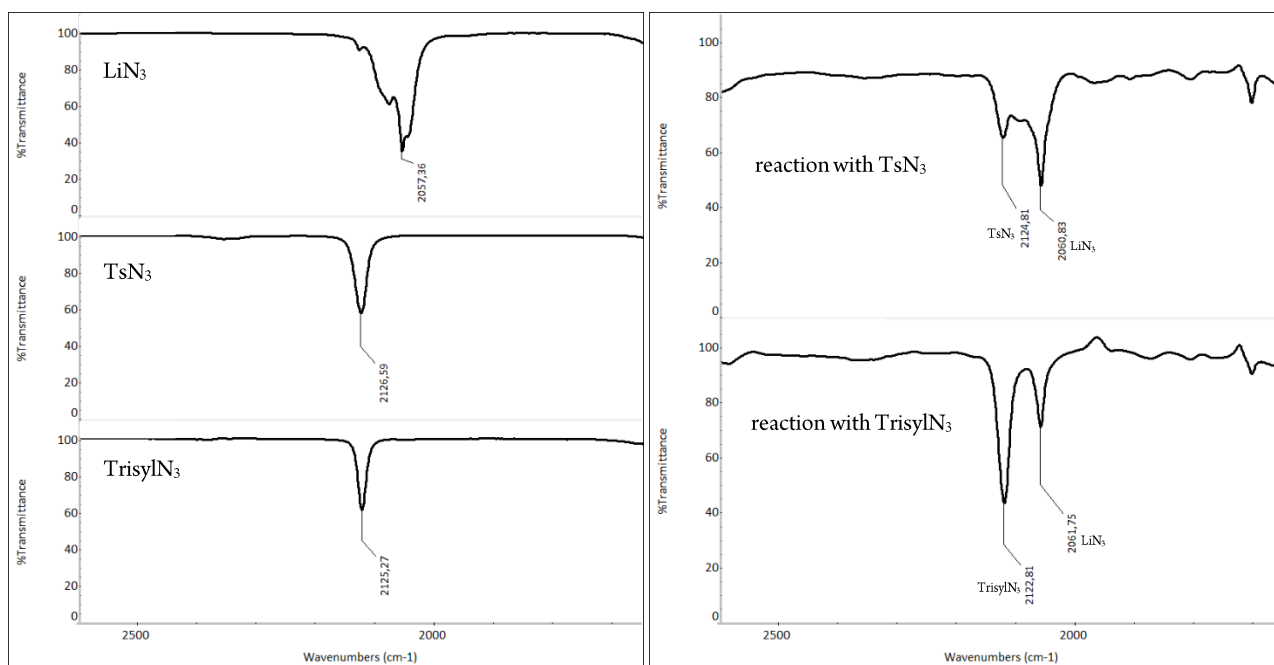 %Transmittance
100
80
60
40
20
0
LiN₃
2057,36
%Transmittance
100
80
60
40
20
0
TsN₃
2126,59
%Transmittance
100
80
60
40
20
0
TrisylN₃
2125,27
2500
2000
Wavenumbers (cm-1)
%Transmittance
100
80
60
40
20
0
reaction with TsN₃
TsN₃
2124,81
2060,83
LiN₃
%Transmittance
100
80
60
40
20
0
reaction with TrisylN₃
2061,75
LiN₃
TrisylN₃
2122,81
2500
2000
Wavenumbers (cm-1)